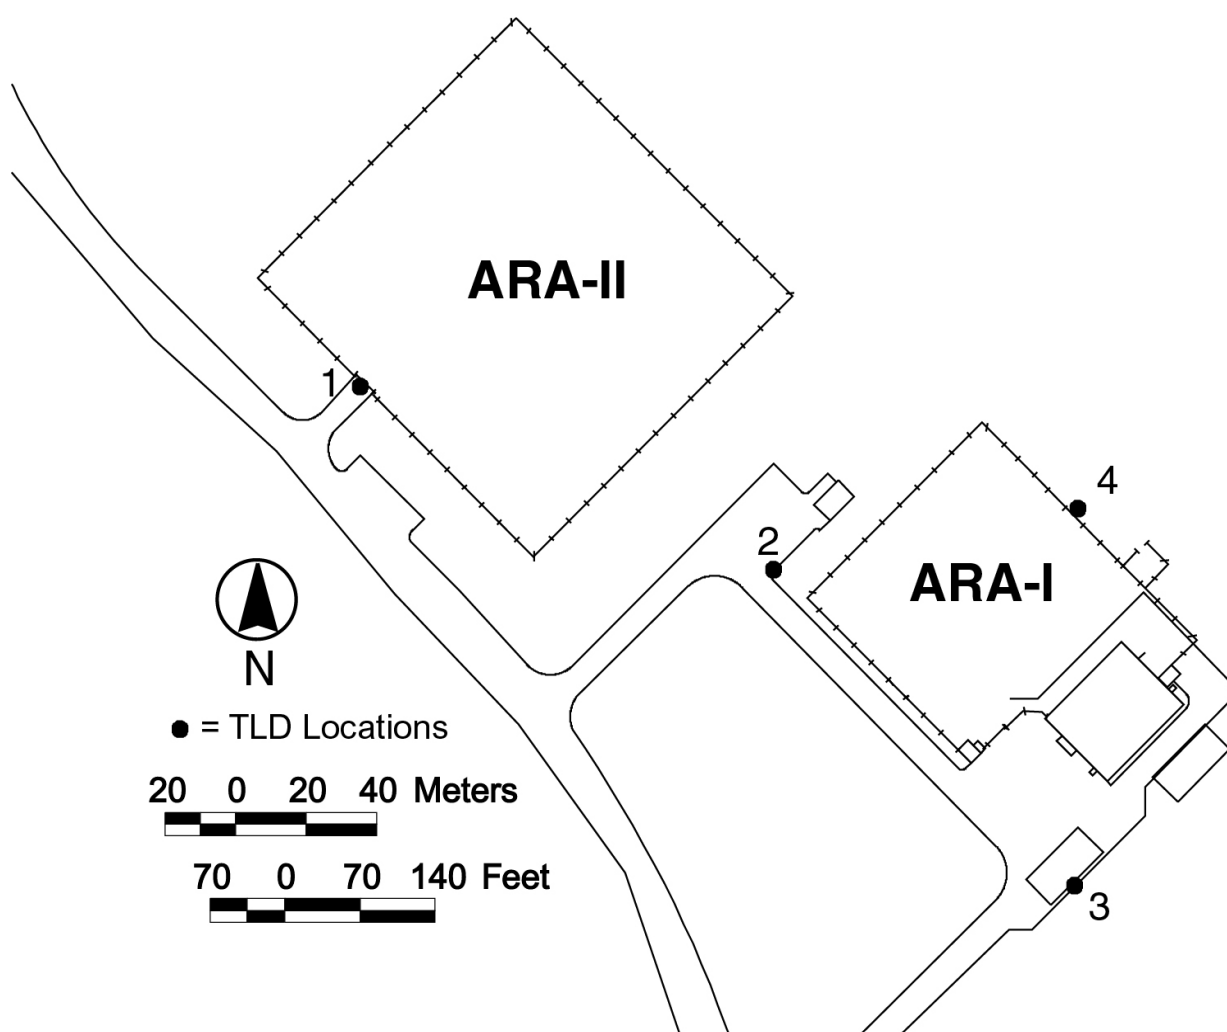 ARA-II
1
4
2
ARA-I
N
= TLD Locations
20 0 20 40 Meters
70 0 70 140 Feet
3